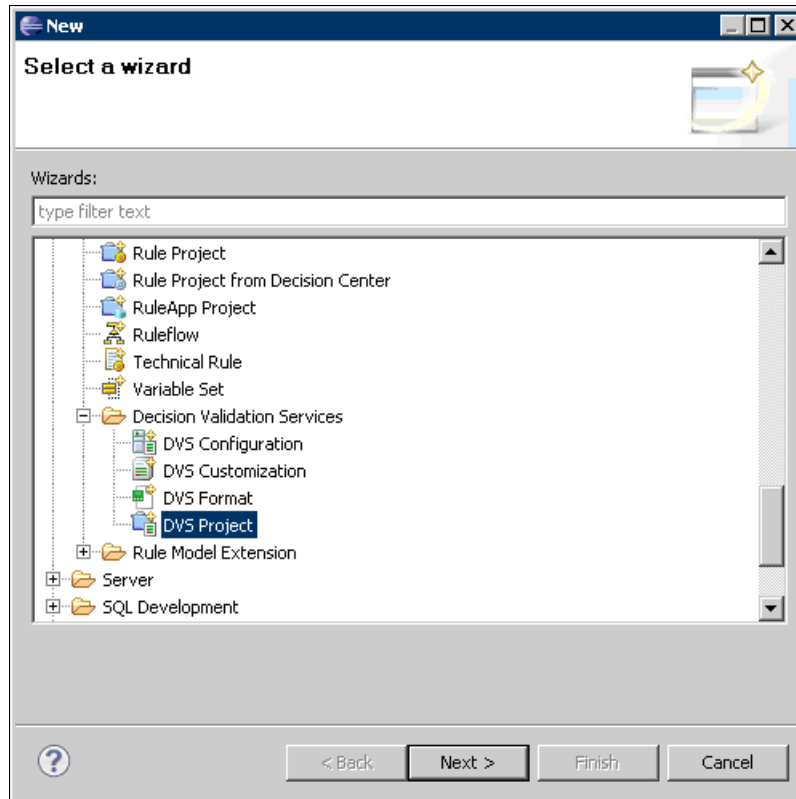 New
Select a wizard
Wizards:
type filter text
Rule Project
Rule Project from Decision Center
RuleApp Project
Ruleflow
Technical Rule
Variable Set
Decision Validation Services
DVS Configuration
DVS Customization
DVS Format
DVS Project
Rule Model Extension
Server
SQL Development
?
< Back Next > Finish Cancel